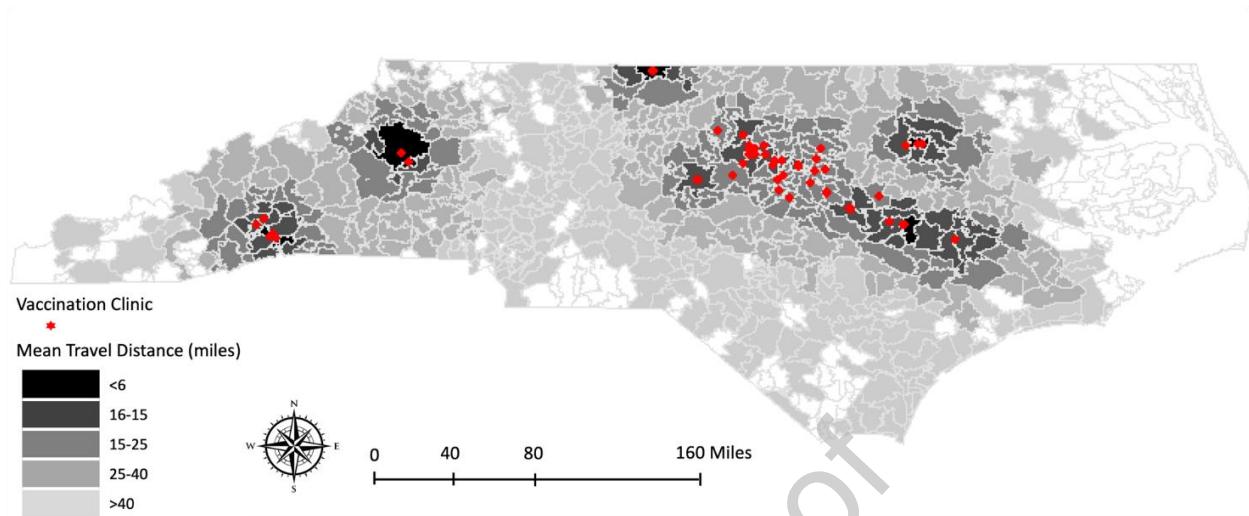 Vaccination Clinic
Mean Travel Distance (miles)
<6
16-15
15-25
25-40
>40
N
W E
S
0 40 80 160 Miles
of